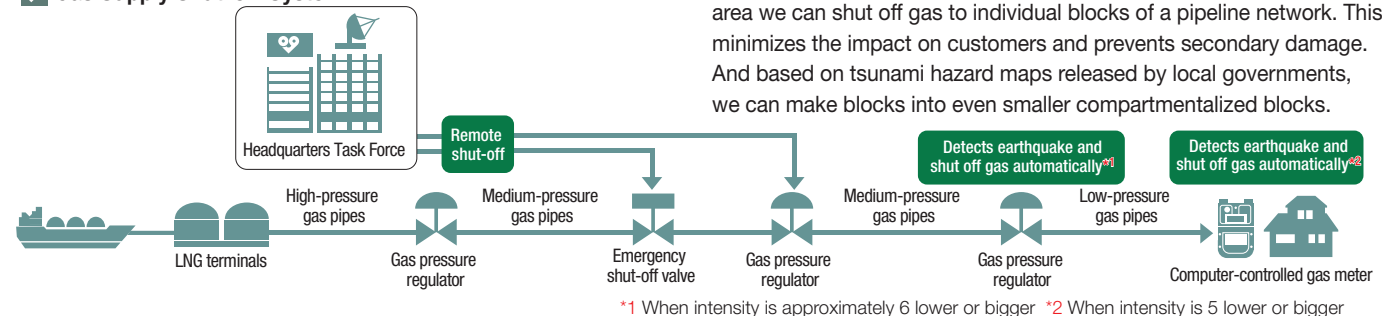 area we can shut off gas to individual blocks of a pipeline network. This
minimizes the impact on customers and prevents secondary damage.
And based on tsunami hazard maps released by local governments,
we can make blocks into even smaller compartmentalized blocks.
Headquarters Task Force
Remote
shut-off
Detects earthquake and
shut off gas automatically*1
Detects earthquake and
shut off gas automatically*2
High-pressure
gas pipes
Medium-pressure
gas pipes
Medium-pressure
gas pipes
Low-pressure
gas pipes
LNG terminals
Gas pressure
regulator
Emergency
shut-off valve
Gas pressure
regulator
Gas pressure
regulator
Computer-controlled gas meter
*1 When intensity is approximately 6 lower or bigger *2 When intensity is 5 lower or bigger